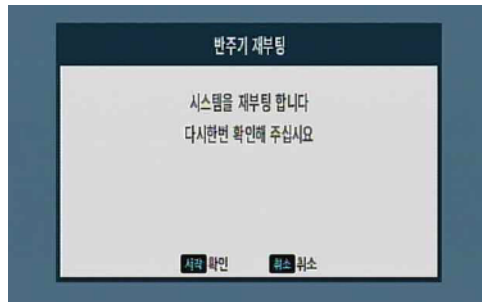 반주기 재부팅
시스템을 재부팅 합니다
다시한번 확인해 주십시요
시작 확인 취소 취소